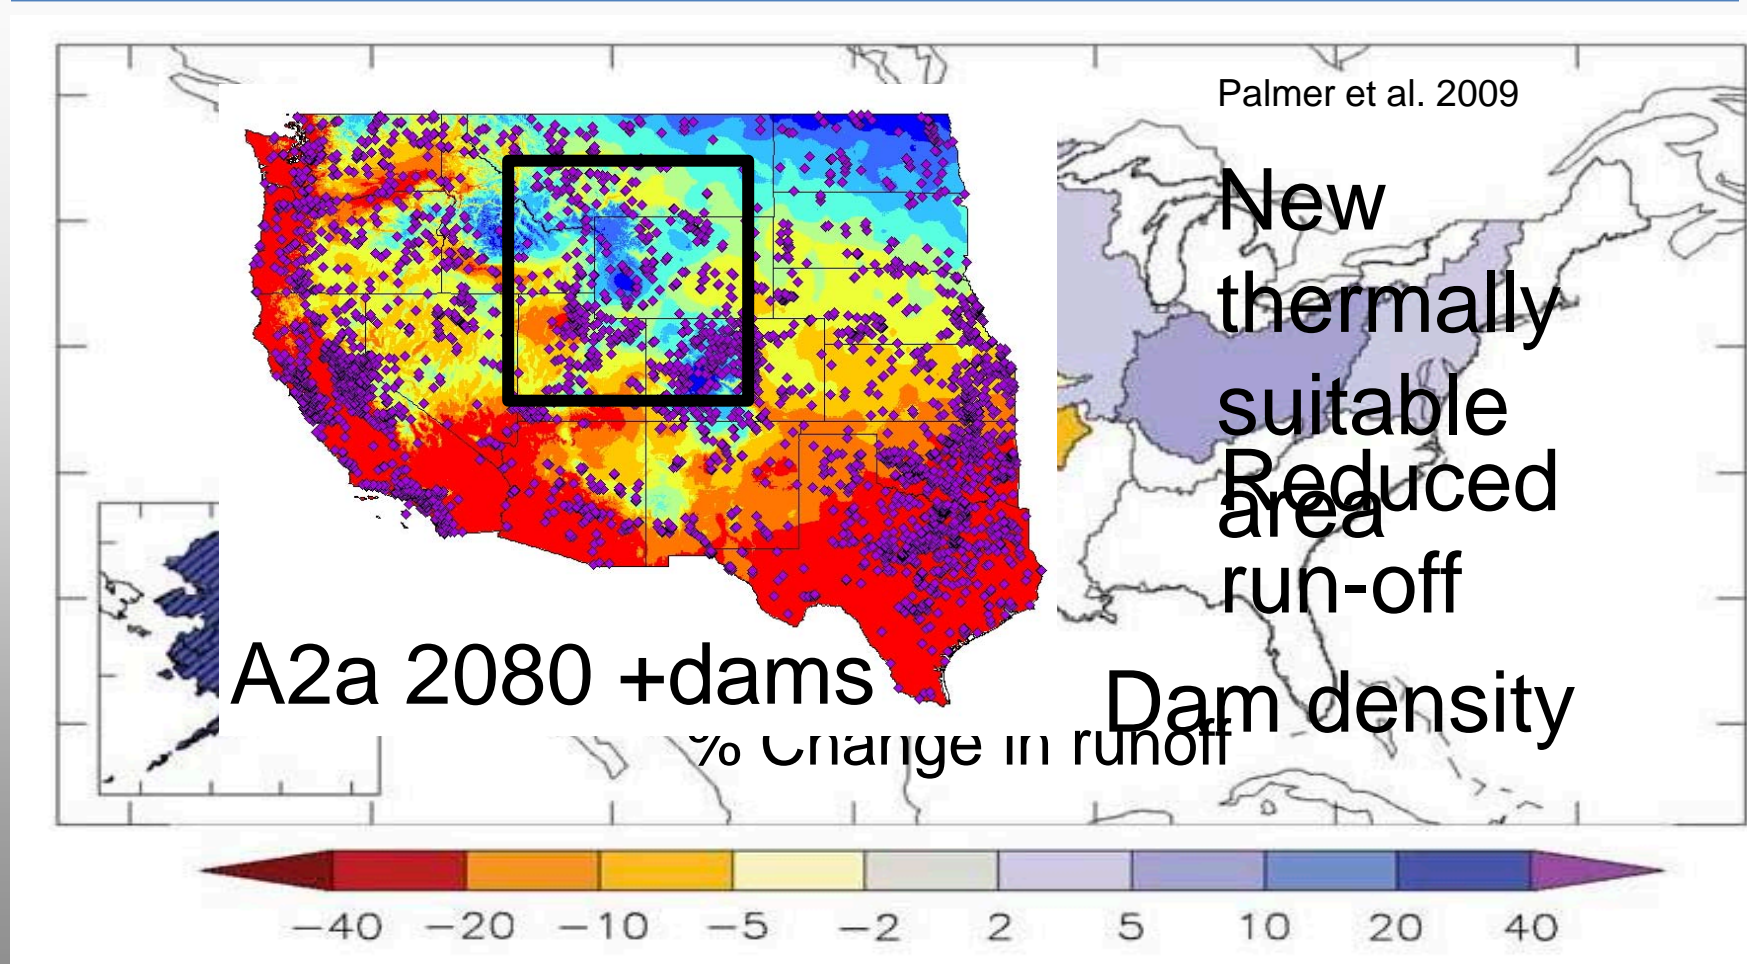 Palmer et al. 2009
New
thermally
suitable
area
Reduced
run-off
A2a 2080 +dams
Dam density
% Change in runoff
−40 −20 −10 −5 −2 2 5 10 20 40